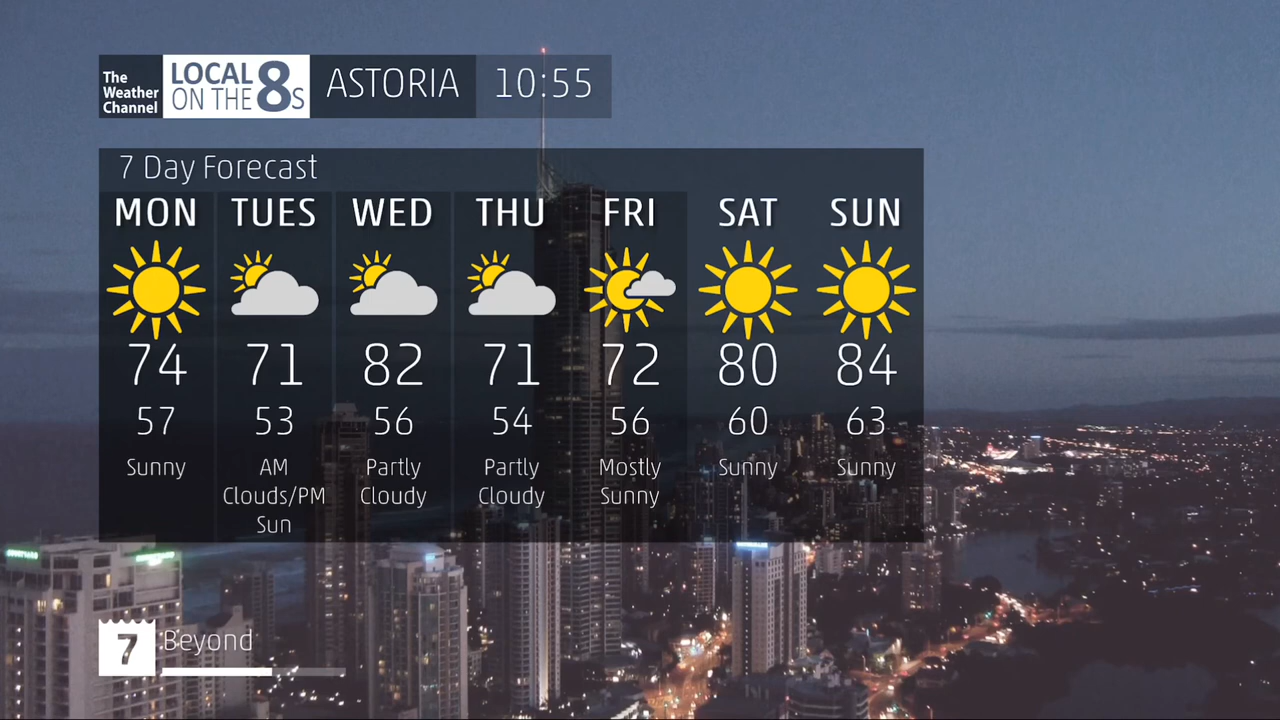 The
Weather
Channel
LOCAL
ON THE 8s
ASTORIA
10:55
7 Day Forecast
MON TUES WED THU FRI SAT SUN
74 71 82 71 72 80 84
57 53 56 54 56 60 63
Sunny
AM
Clouds/PM
Sun
Partly
Cloudy
Partly
Cloudy
Mostly
Sunny
Sunny
Sunny
7 Beyond